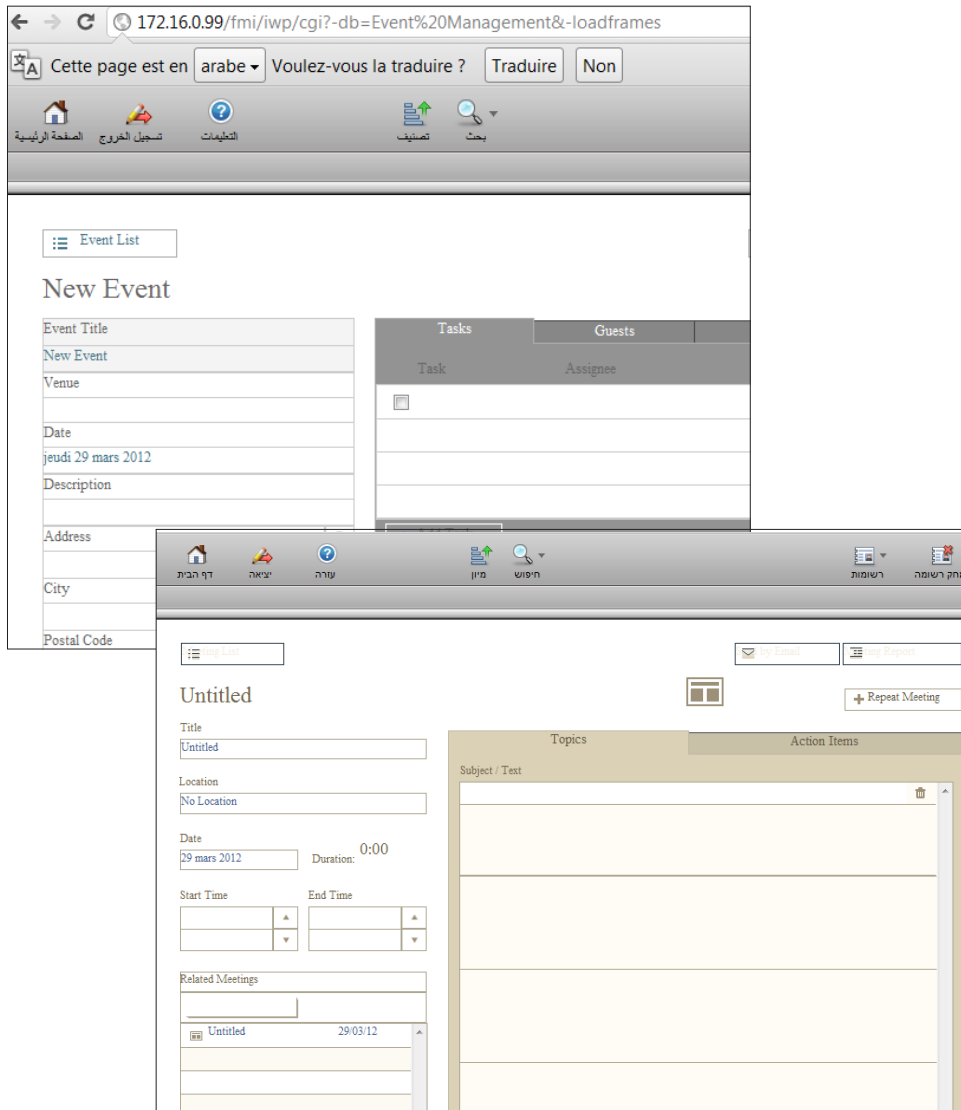 172.16.0.99/fmi/iwp/cgi?-db=Event%20Management&-loadframes
Cette page est en arabe Voulez-vous la traduire ? Traduire Non
الصفحة الرئيسية تسجيل الخروج التعليمات تصنيف بحث
Event List
New Event
Event Title
New Event
Venue
Date
jeudi 29 mars 2012
Description
Address
City
Postal Code
Tasks Guests
Task Assignee
דף הבית יציאה עזרה מיון חיפוש רשומות מחק רשומה
List by Email Report
Untitled
+ Repeat Meeting
Title
Untitled
Location
No Location
Date
29 mars 2012 Duration: 0:00
Start Time End Time
Related Meetings
Untitled 29/03/12
Topics Action Items
Subject / Text